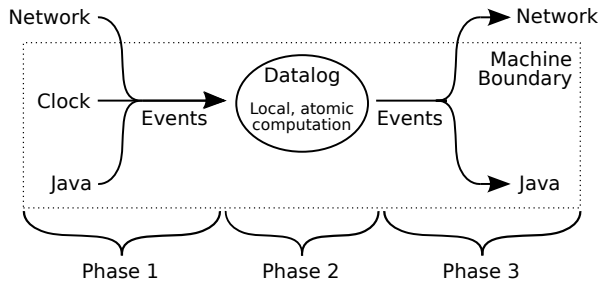 Network
Network
Machine
Boundary
Datalog
Clock
Local, atomic
computation
Events
Events
Java
Java
Phase 1
Phase 2
Phase 3